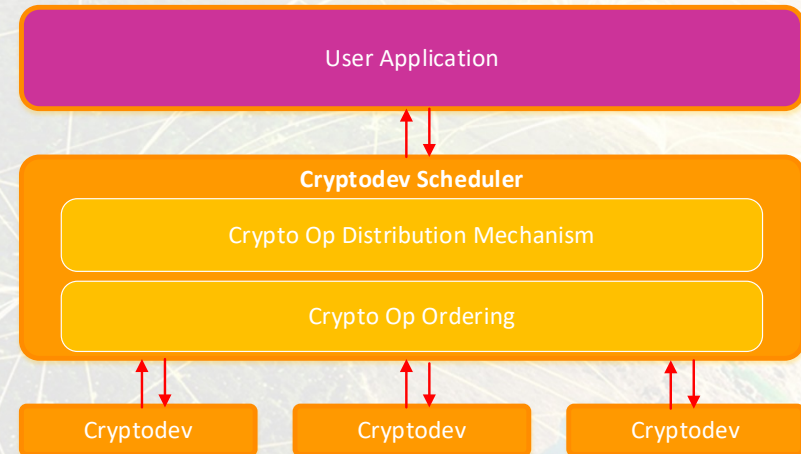 User Application
Cryptodev Scheduler
Crypto Op Distribution Mechanism
Crypto Op Ordering
Cryptodev
Cryptodev
Cryptodev